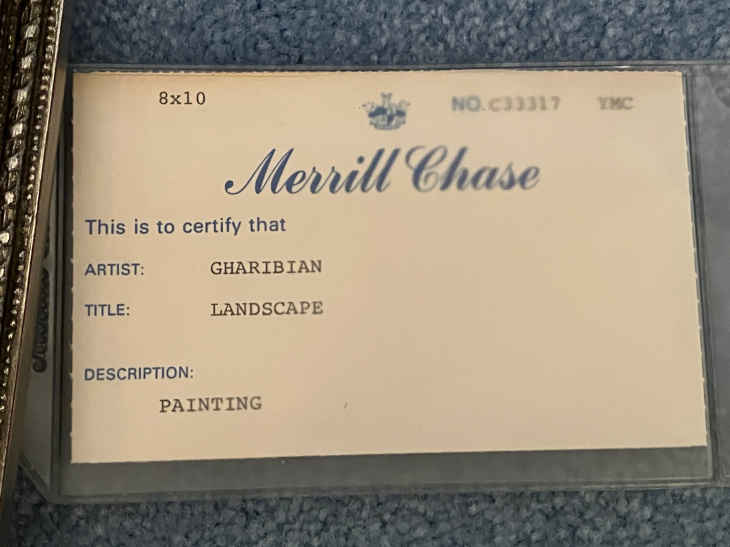 8x10 NO.C33317 YMC
Merrill Chase
This is to certify that
ARTIST: GHARIBIAN
TITLE: LANDSCAPE
DESCRIPTION:
PAINTING